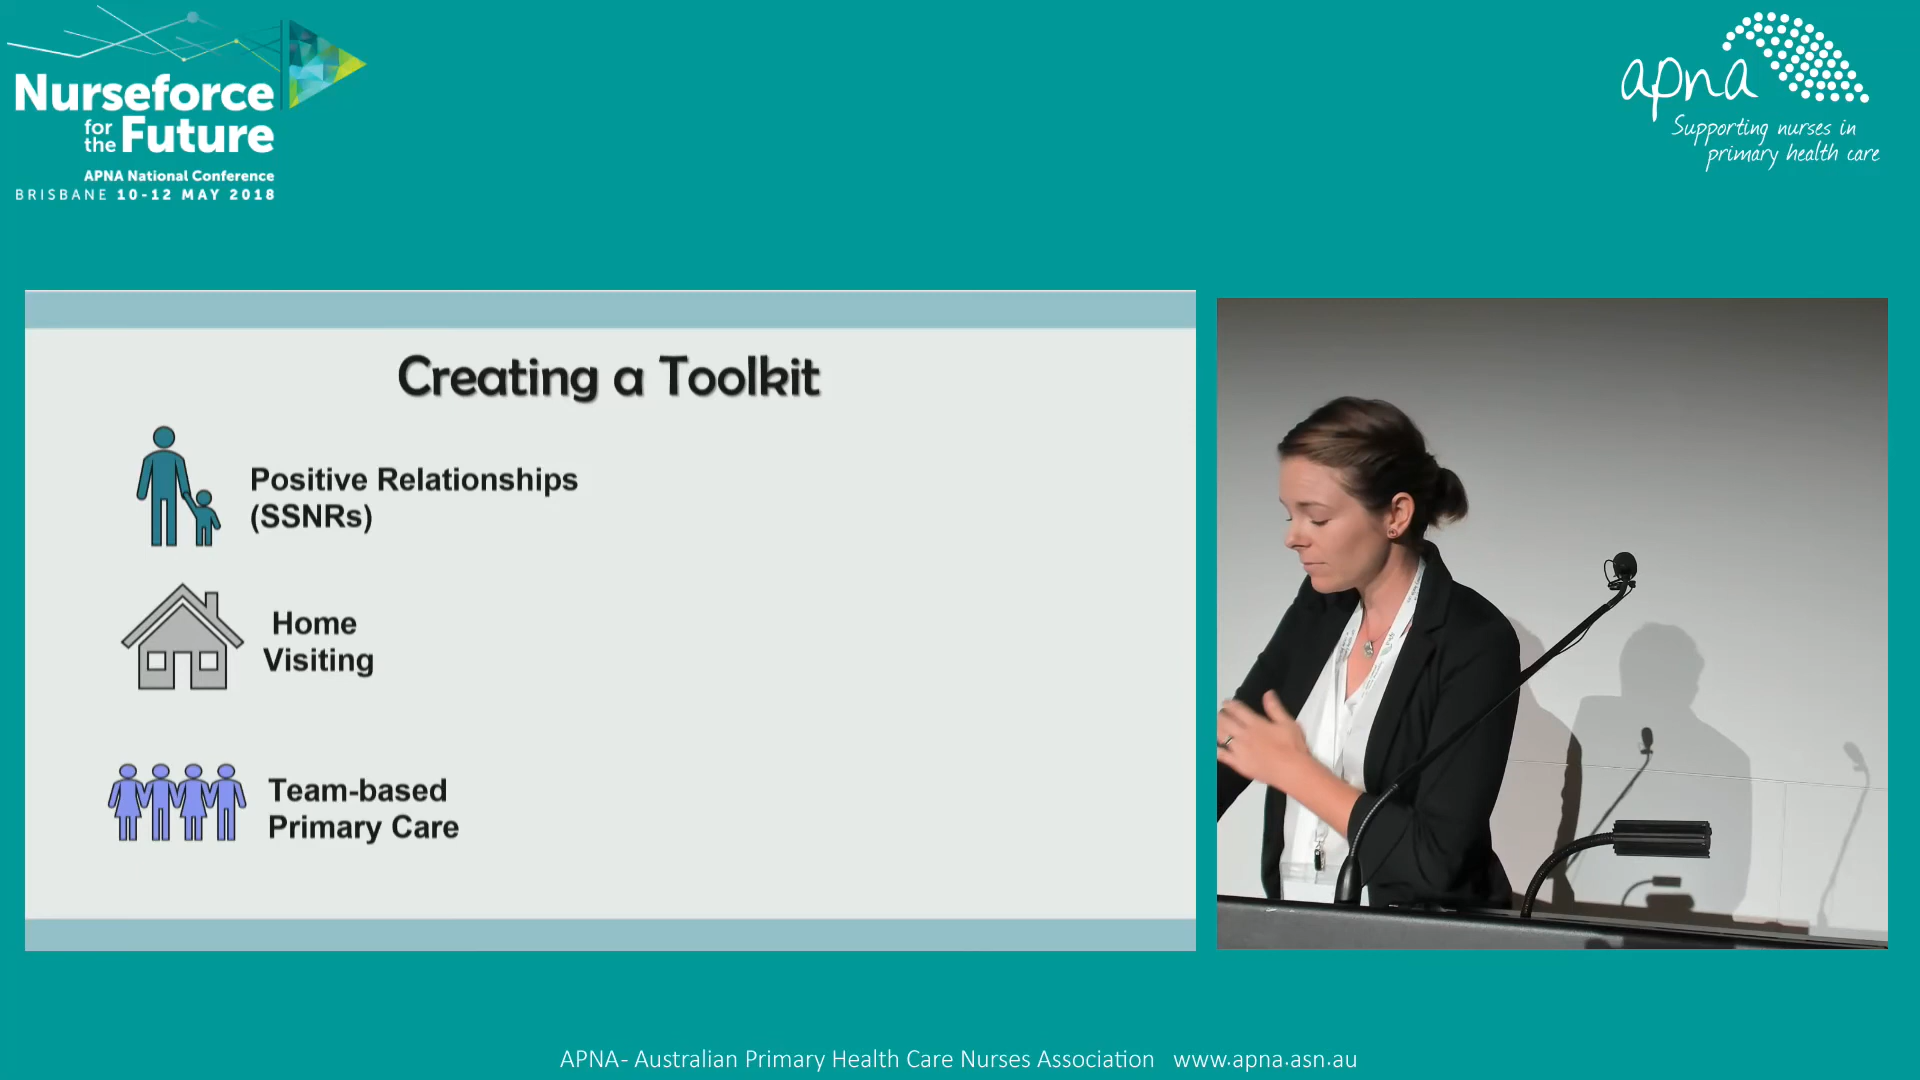 Nurseforce
for the Future
APNA National Conference
BRISBANE 10-12 MAY 2018
apna
Supporting nurses in
primary health care
Creating a Toolkit
Positive Relationships
(SSNRs)
Home
Visiting
Team-based
Primary Care
APNA- Australian Primary Health Care Nurses Association www.apna.asn.au